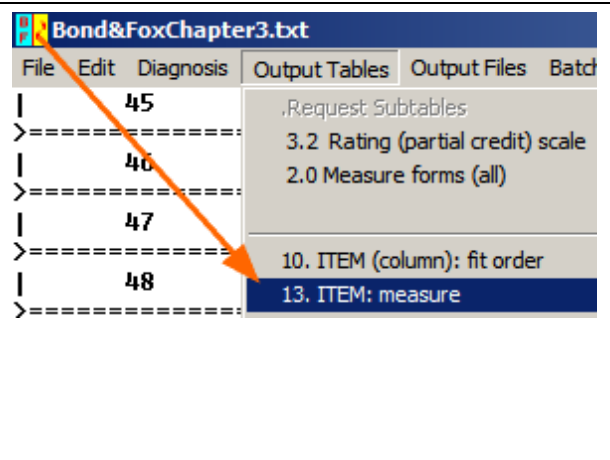 Bond&FoxChapter3.txt
File Edit Diagnosis Output Tables Output Files Batch
| 45
>==============
.Request Subtables
3.2 Rating (partial credit) scale
| 46
>==============
2.0 Measure forms (all)
| 47
>==============
10. ITEM (column): fit order
| 48
13. ITEM: measure
>==============